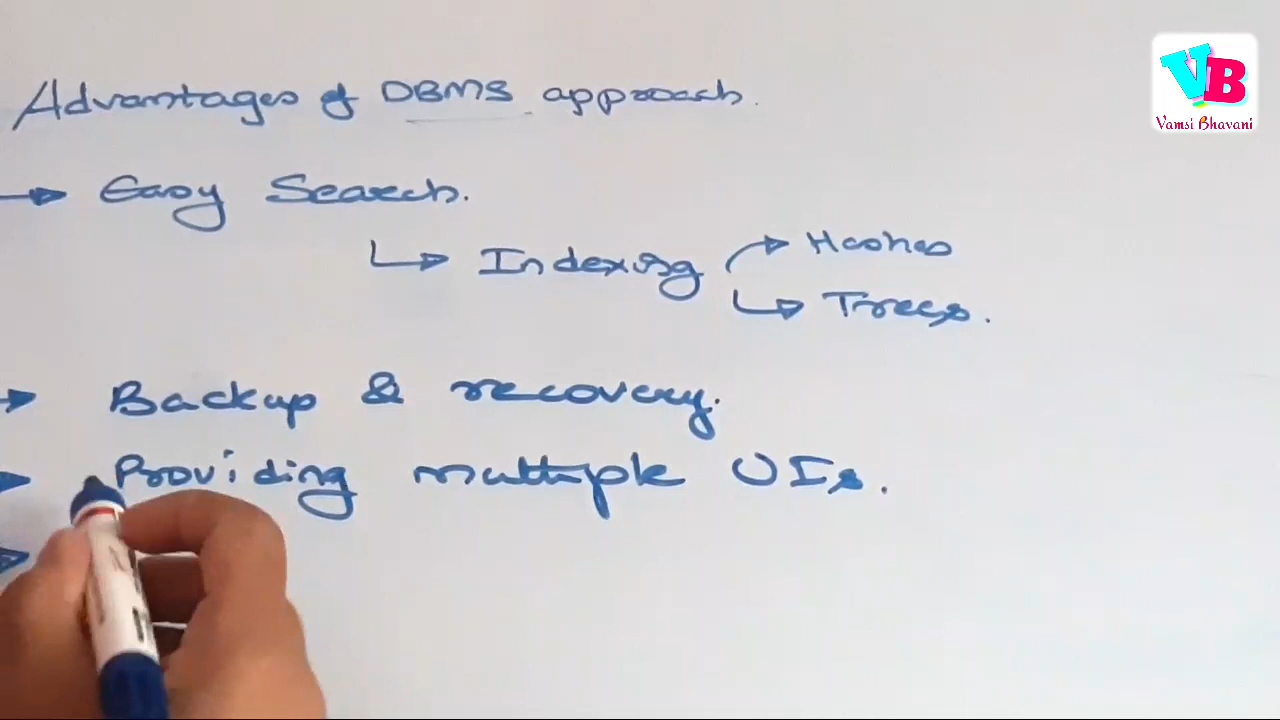 Advantages of DBMS approach.
→ Easy Search.
↳ Indexing → Hashes
↳ Trees.
→ Backup & recovery.
→ Providing multiple UIs.
VB
Vamsi Bhavani